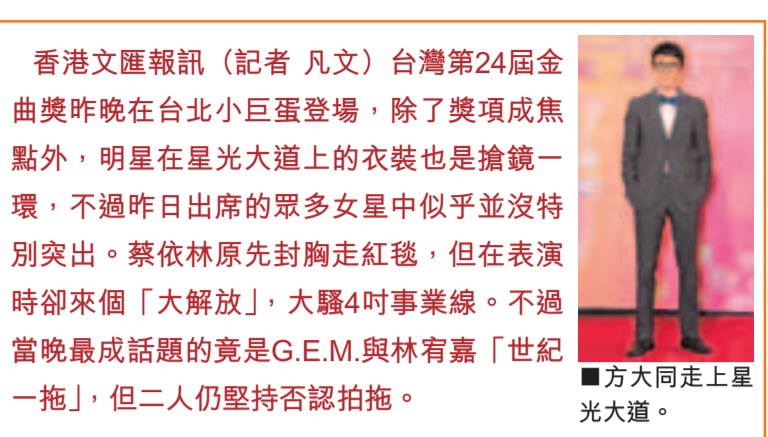 香港文匯報訊（記者 凡文）台灣第24屆金
曲獎昨晚在台北小巨蛋登場，除了獎項成焦
點外，明星在星光大道上的衣裝也是搶鏡一
環，不過昨日出席的眾多女星中似乎並沒特
別突出。蔡依林原先封胸走紅毯，但在表演
時卻來個「大解放」，大騷4吋事業線。不過
當晚最成話題的竟是G.E.M.與林宥嘉「世紀
一拖」，但二人仍堅持否認拍拖。
■方大同走上星
光大道。